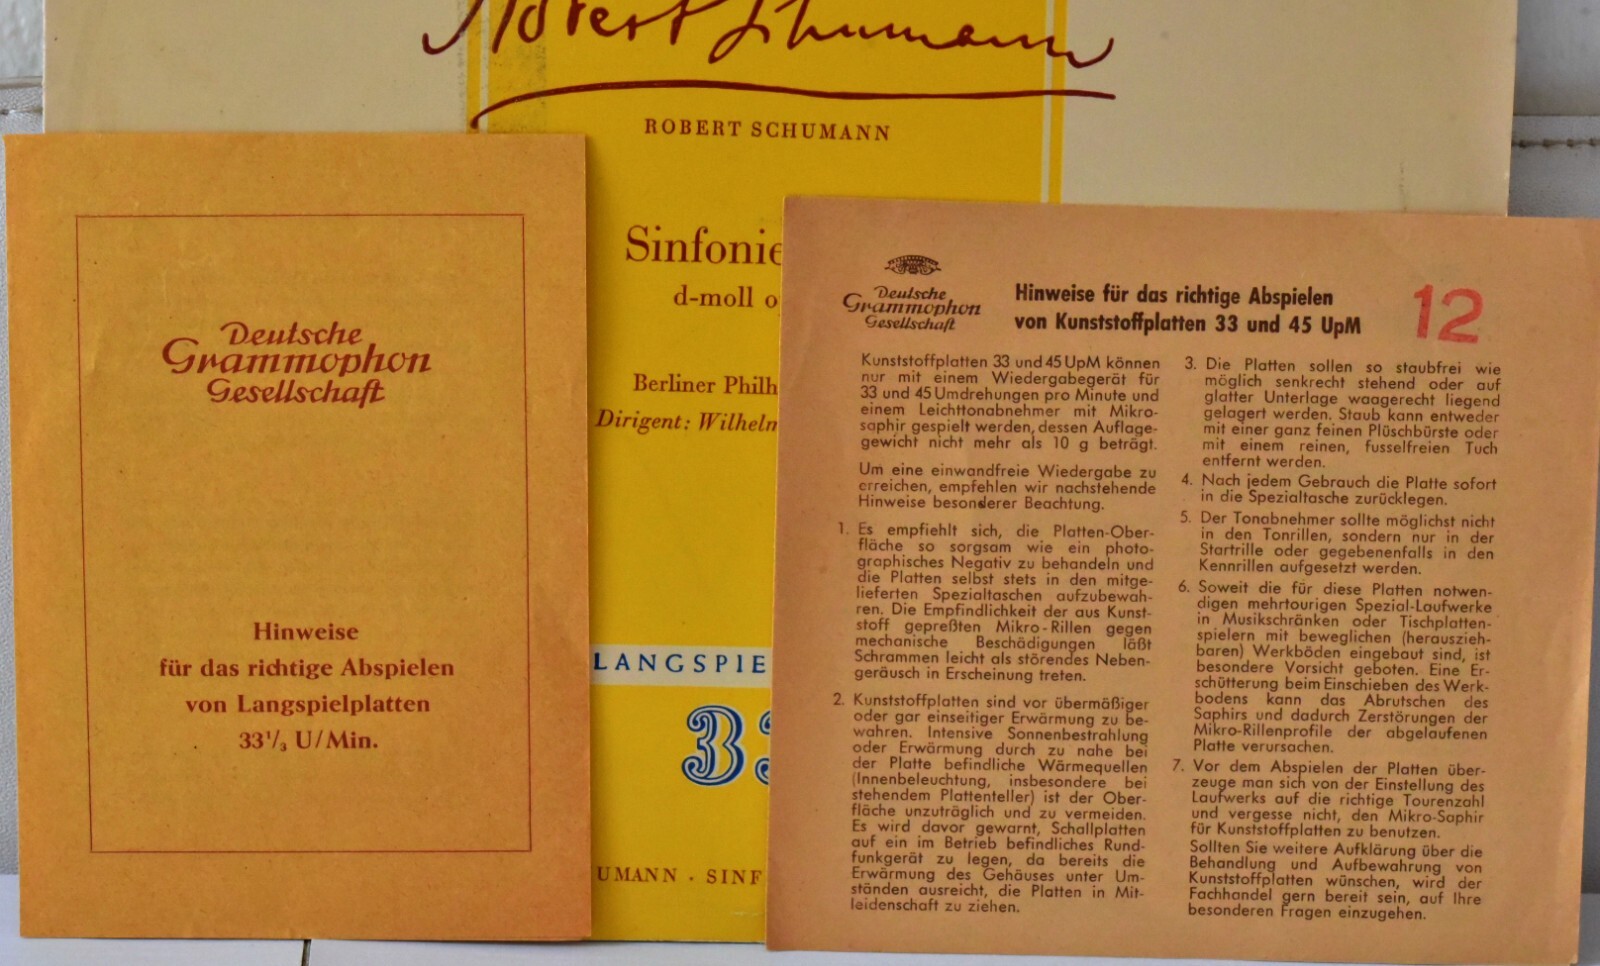 Robert Schumann
ROBERT SCHUMANN
Sinfonie
d-moll
Berliner
Dirigent:
33
SINF
Deutsche
Grammophon
Gesellschaft
Hinweise
für das richtige Abspielen
von Langspielplatten
33⅓ U/Min.
Deutsche
Grammophon
Gesellschaft
Hinweise für das richtige Abspielen
von Kunststoffplatten 33 und 45 UpM
12
Kunststoffplatten 33 und 45 UpM können
nur mit einem Wiedergabegerät für
33 und 45 Umdrehungen pro Minute und
einem Leichttonabnehmer mit Mikro-
saphir gespielt werden, dessen Auflage-
gewicht nicht mehr als 10 g beträgt.
Um eine einwandfreie Wiedergabe zu
erreichen, empfehlen wir nachstehende
Hinweise besonderer Beachtung.
1. Es empfiehlt sich, die Platten-Ober-
fläche so sorgsam wie ein photo-
graphisches Negativ zu behandeln und
die Platten selbst stets in den mitge-
lieferten Spezialtaschen aufzubewah-
ren. Die Empfindlichkeit der aus Kunst-
stoff gepreßten Mikro-Rillen gegen
mechanische Beschädigungen läßt
Schrammen leicht als störendes Neben-
geräusch in Erscheinung treten.
2. Kunststoffplatten sind vor übermäßiger
oder gar einseitiger Erwärmung zu be-
wahren. Intensive Sonnenbestrahlung
oder Erwärmung durch zu nahe bei
der Platte befindliche Wärmequellen
(Innenbeleuchtung, insbesondere bei
stehendem Plattenteller) ist der Ober-
fläche unzuträglich und zu vermeiden.
Es wird davor gewarnt, Schallplatten
auf ein im Betrieb befindliches Rund-
funkgerät zu legen, da bereits die
Erwärmung des Gehäuses unter Um-
ständen ausreicht, die Platten in Mit-
leidenschaft zu ziehen.
3. Die Platten sollen so staubfrei wie
möglich senkrecht stehend oder auf
glatter Unterlage waagerecht liegend
gelagert werden. Staub kann entweder
mit einer ganz feinen Plüschbürste oder
mit einem reinen, fusselfreien Tuch
entfernt werden.
4. Nach jedem Gebrauch die Platte sofort
in die Spezialtasche zurücklegen.
5. Der Tonabnehmer sollte möglichst nicht
in den Tonrillen, sondern nur in der
Startrille oder gegebenenfalls in den
Kennrillen aufgesetzt werden.
6. Soweit die für diese Platten notwen-
digen mehrtourigen Spezial-Laufwerke
in Musikschränken oder Tischplatten-
spielern mit beweglichen (herauszieh-
baren) Werkböden eingebaut sind, ist
besondere Vorsicht geboten. Eine Er-
schütterung beim Einschieben des Werk-
bodens kann das Abrutschen des
Saphirs und dadurch Zerstörungen der
Mikro-Rillenprofile der abgelaufenen
Platte verursachen.
7. Vor dem Abspielen der Platten über-
zeuge man sich von der Einstellung des
Laufwerks auf die richtige Tourenzahl
und vergesse nicht, den Mikro-Saphir
für Kunststoffplatten zu benutzen.
Sollten Sie weitere Aufklärung über die
Behandlung und Aufbewahrung von
Kunststoffplatten wünschen, wird der
Fachhandel gern bereit sein, auf Ihre
besonderen Fragen einzugehen.